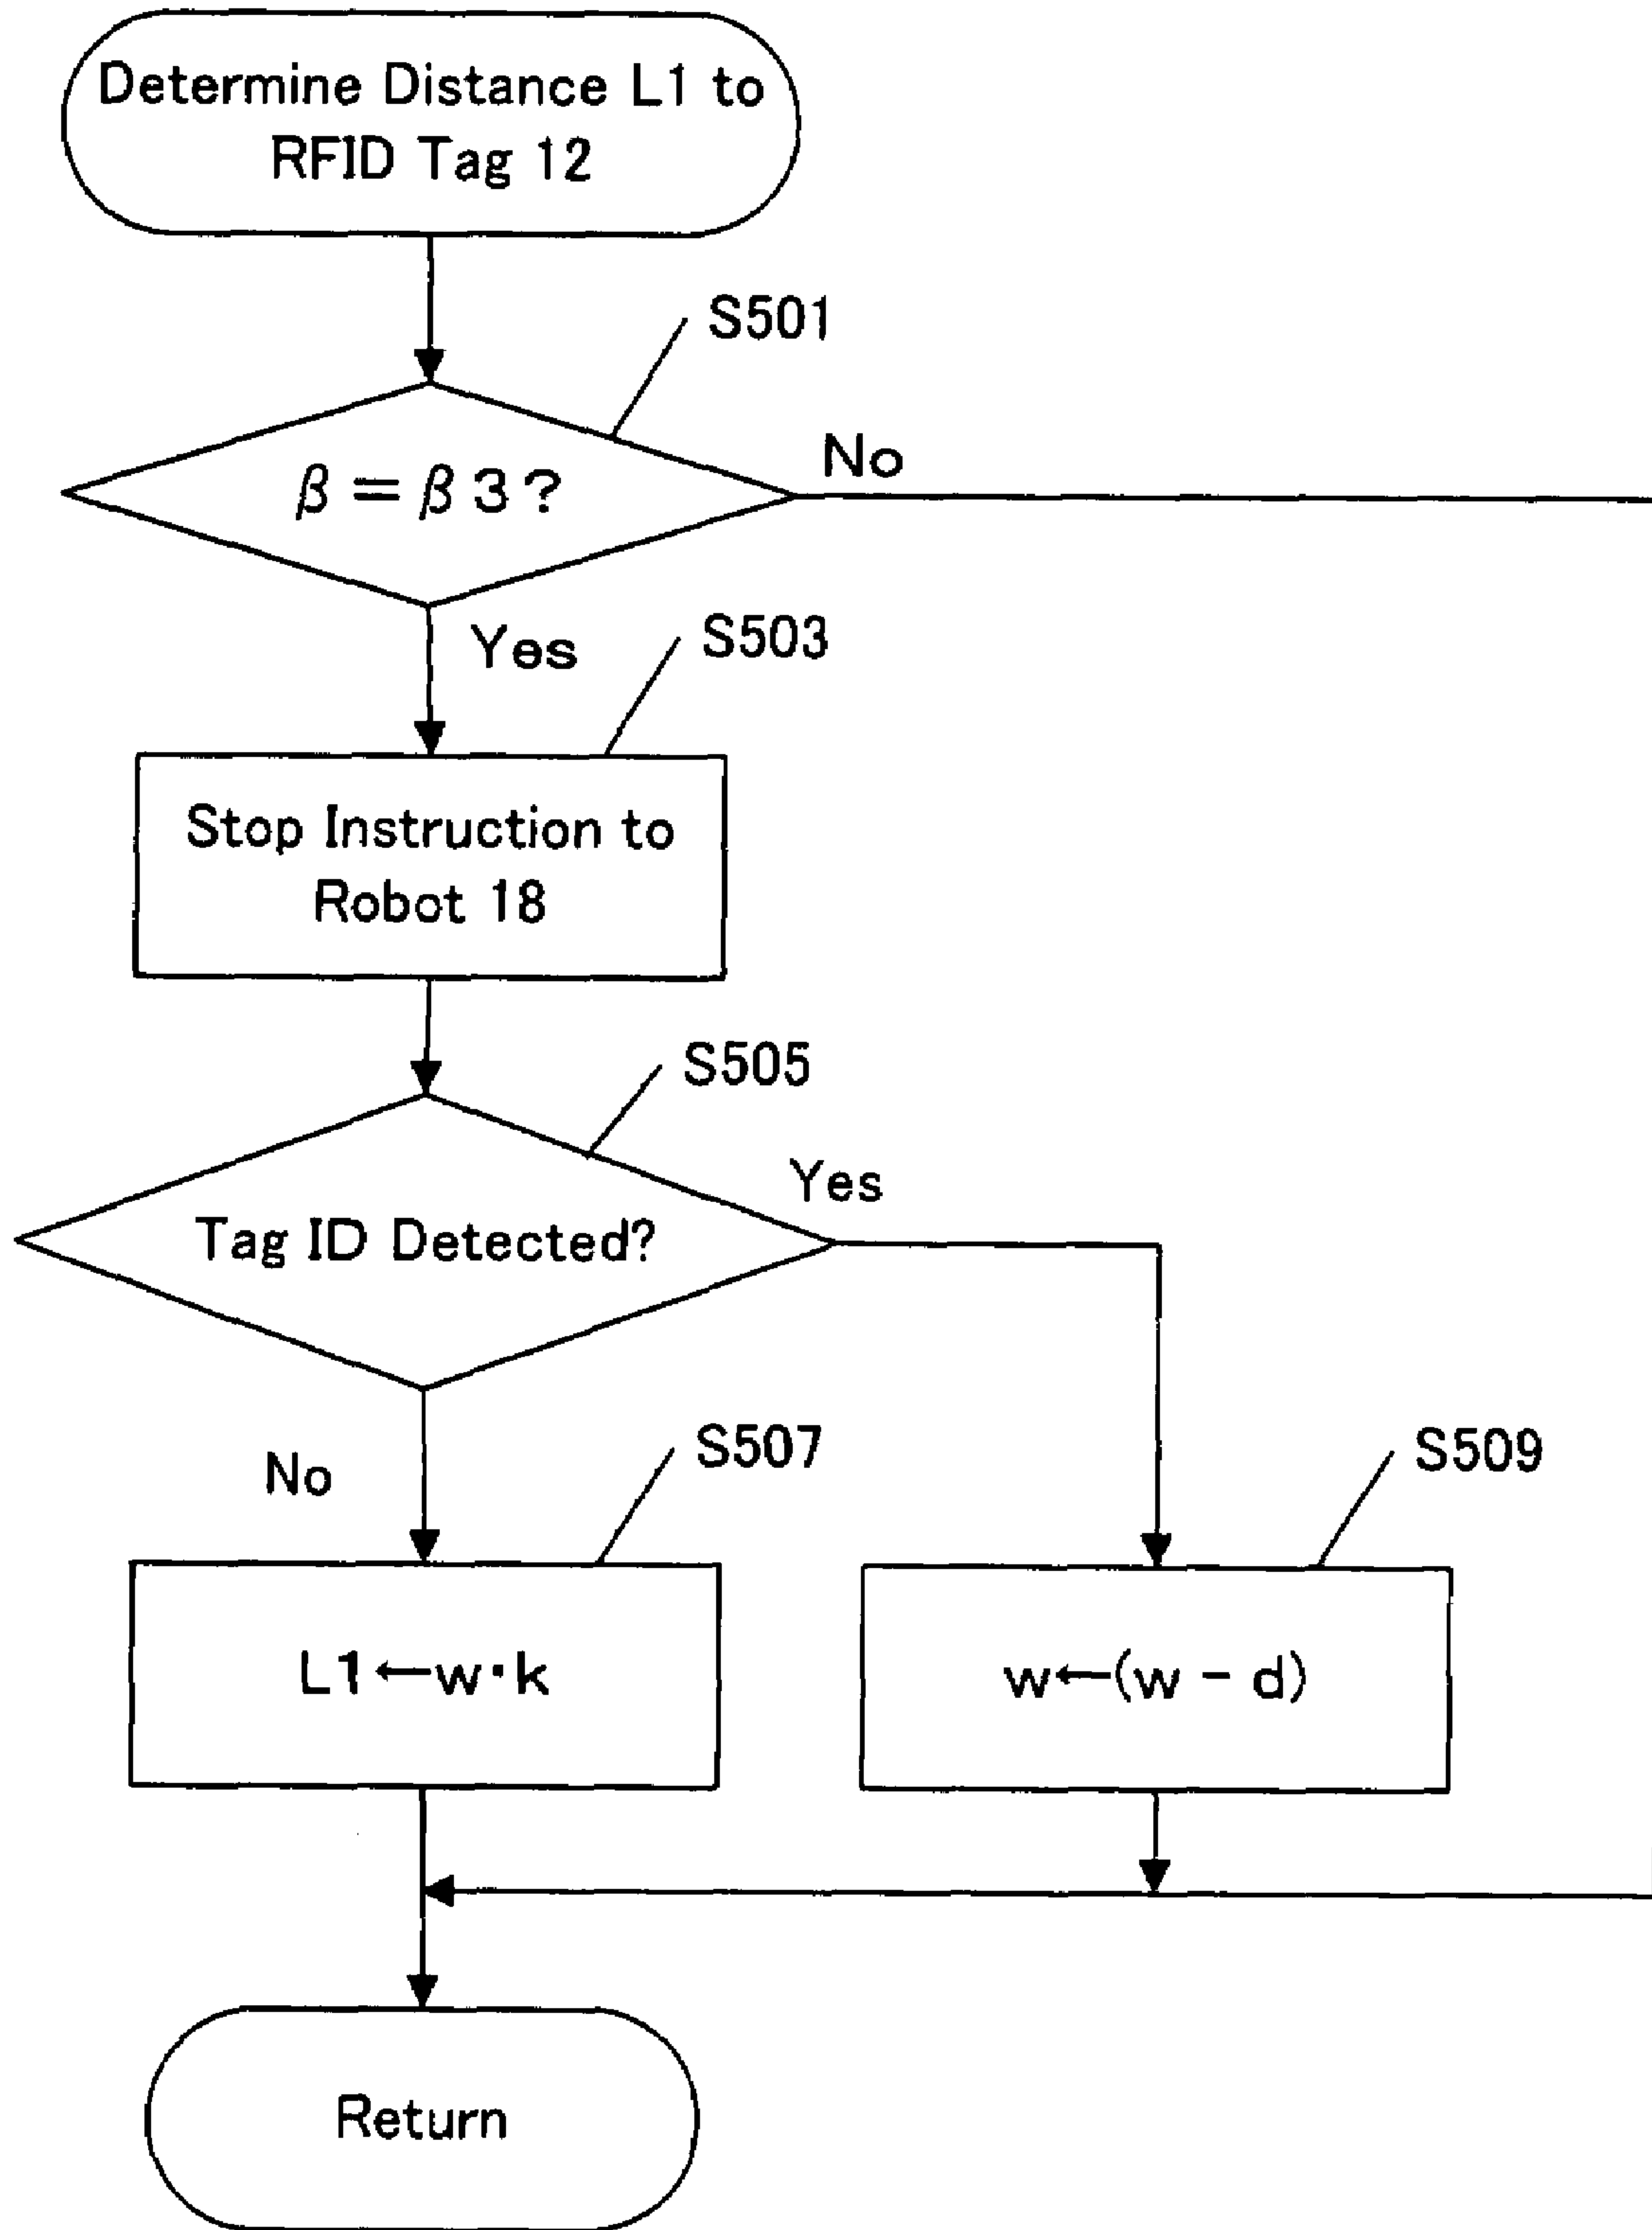 Determine Distance L1 to
RFID Tag 12
S501
β = β 3 ?
No
Yes
S503
Stop Instruction to
Robot 18
S505
Yes
Tag ID Detected?
No
S507
S509
L1←w·k
w←(w - d)
Return